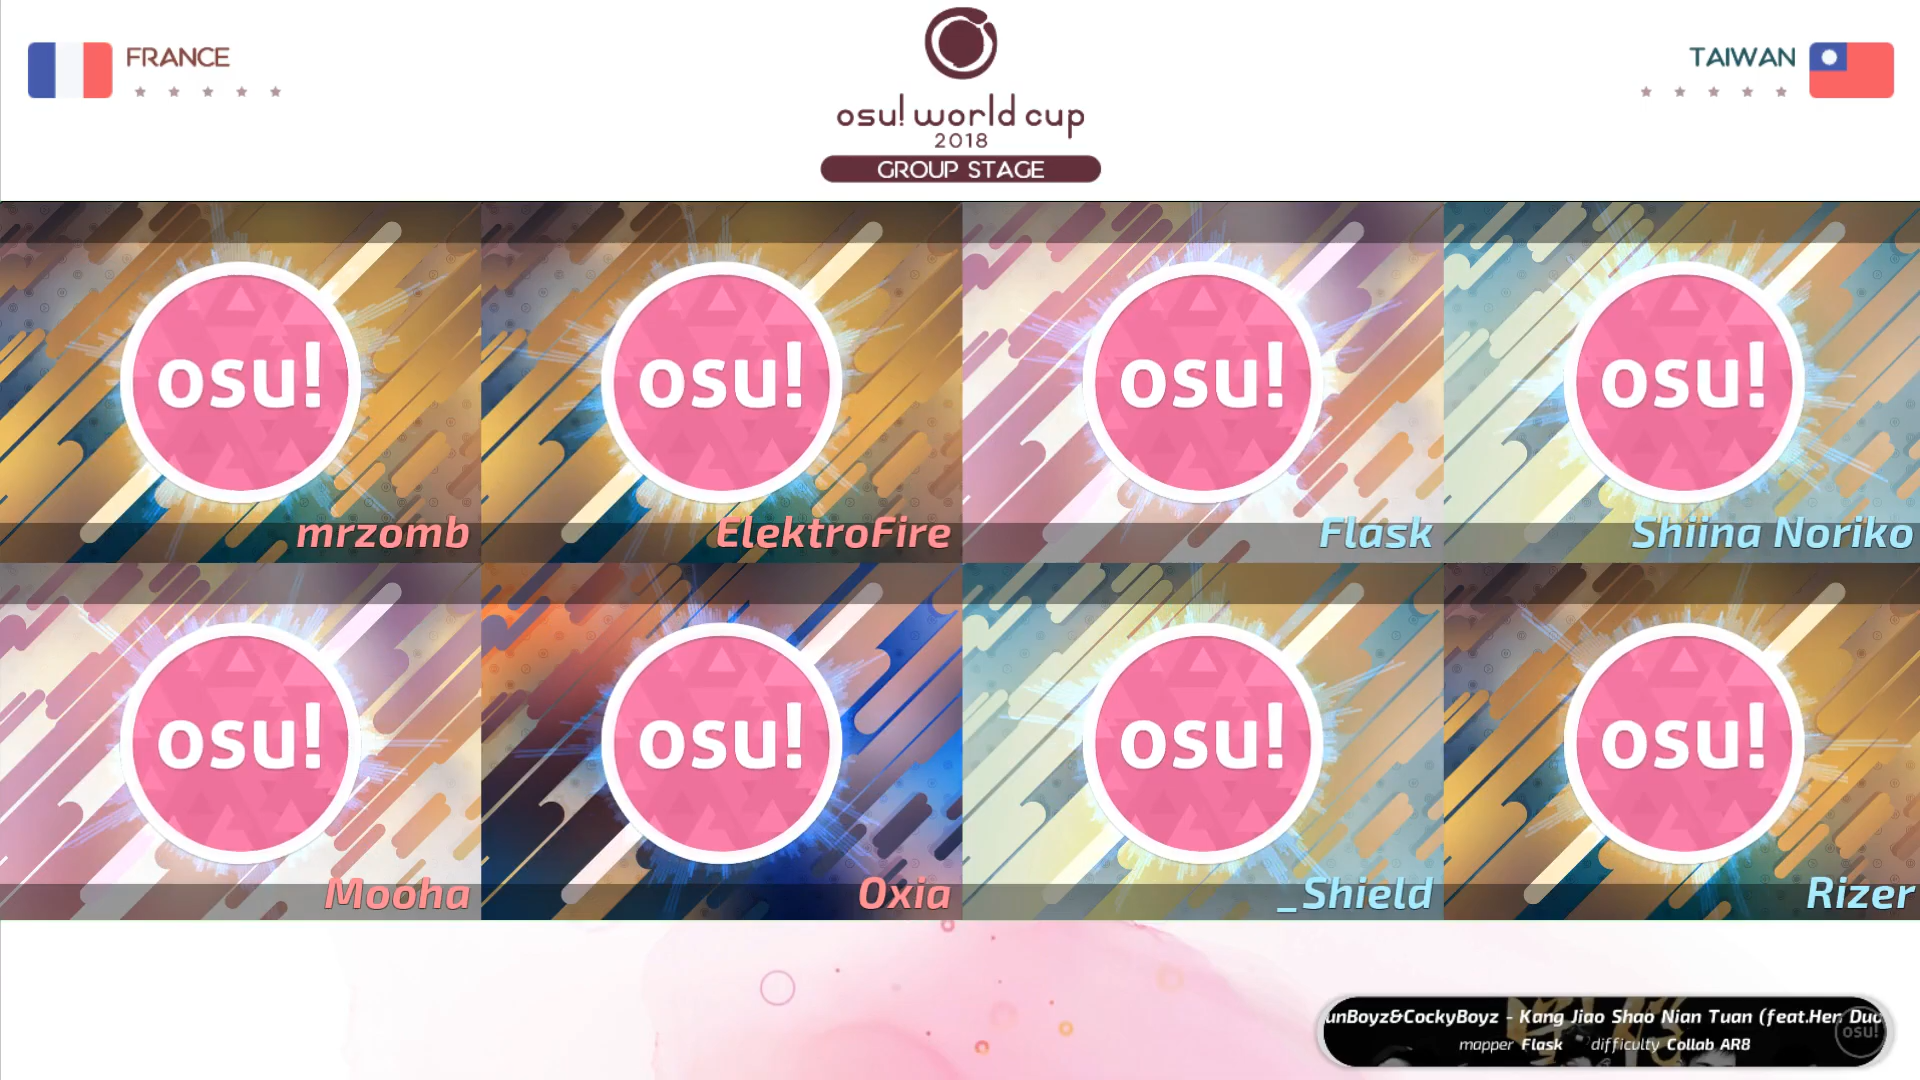 FRANCE
TAIWAN
osu! world cup
2018
GROUP STAGE
osu!
osu!
osu!
osu!
mrzomb
ElektroFire
Flask
Shiina Noriko
osu!
osu!
osu!
osu!
Mooha
Oxia
_Shield
Rizer
unBoyz&CockyBoyz - Kang Jiao Shao Nian Tuan (feat.Hen Duo
osu!
mapper Flask difficulty Collab AR8